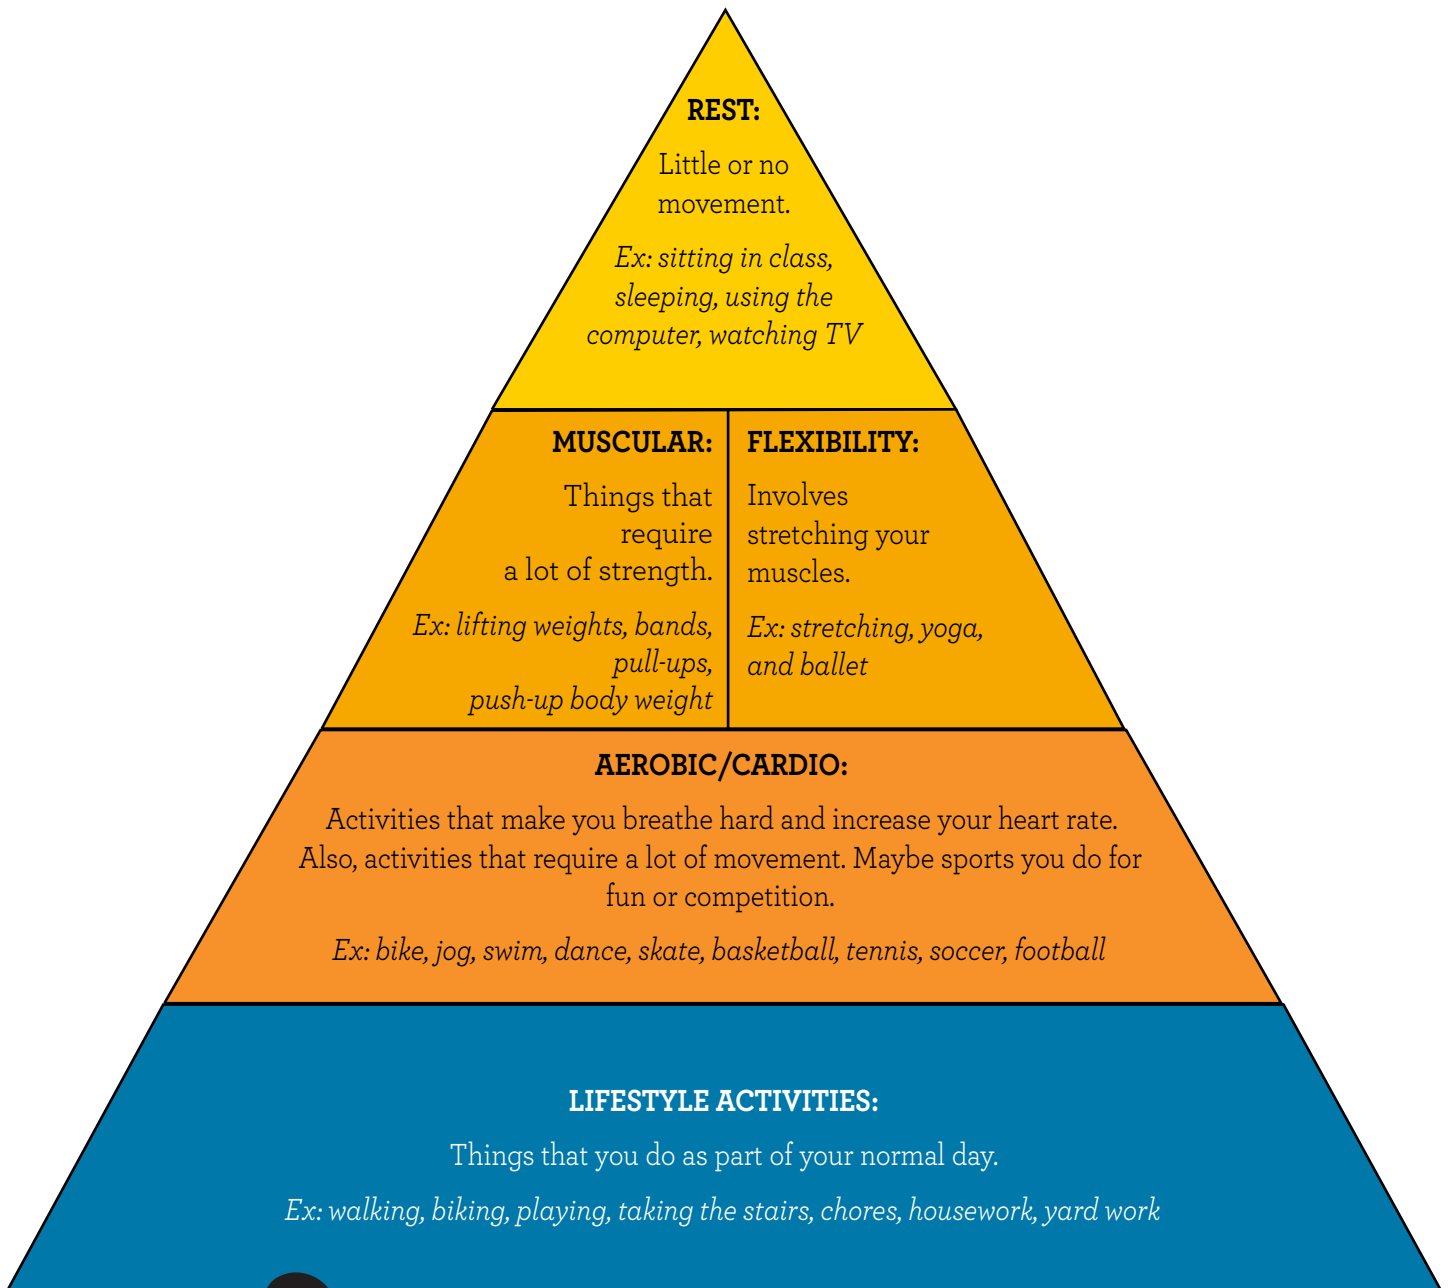 REST:
Little or no
movement.
Ex: sitting in class,
sleeping, using the
computer, watching TV
MUSCULAR:
Things that
require
a lot of strength.
Ex: lifting weights, bands,
pull-ups,
push-up body weight
FLEXIBILITY:
Involves
stretching your
muscles.
Ex: stretching, yoga,
and ballet
AEROBIC/CARDIO:
Activities that make you breathe hard and increase your heart rate.
Also, activities that require a lot of movement. Maybe sports you do for
fun or competition.
Ex: bike, jog, swim, dance, skate, basketball, tennis, soccer, football
LIFESTYLE ACTIVITIES:
Things that you do as part of your normal day.
Ex: walking, biking, playing, taking the stairs, chores, housework, yard work